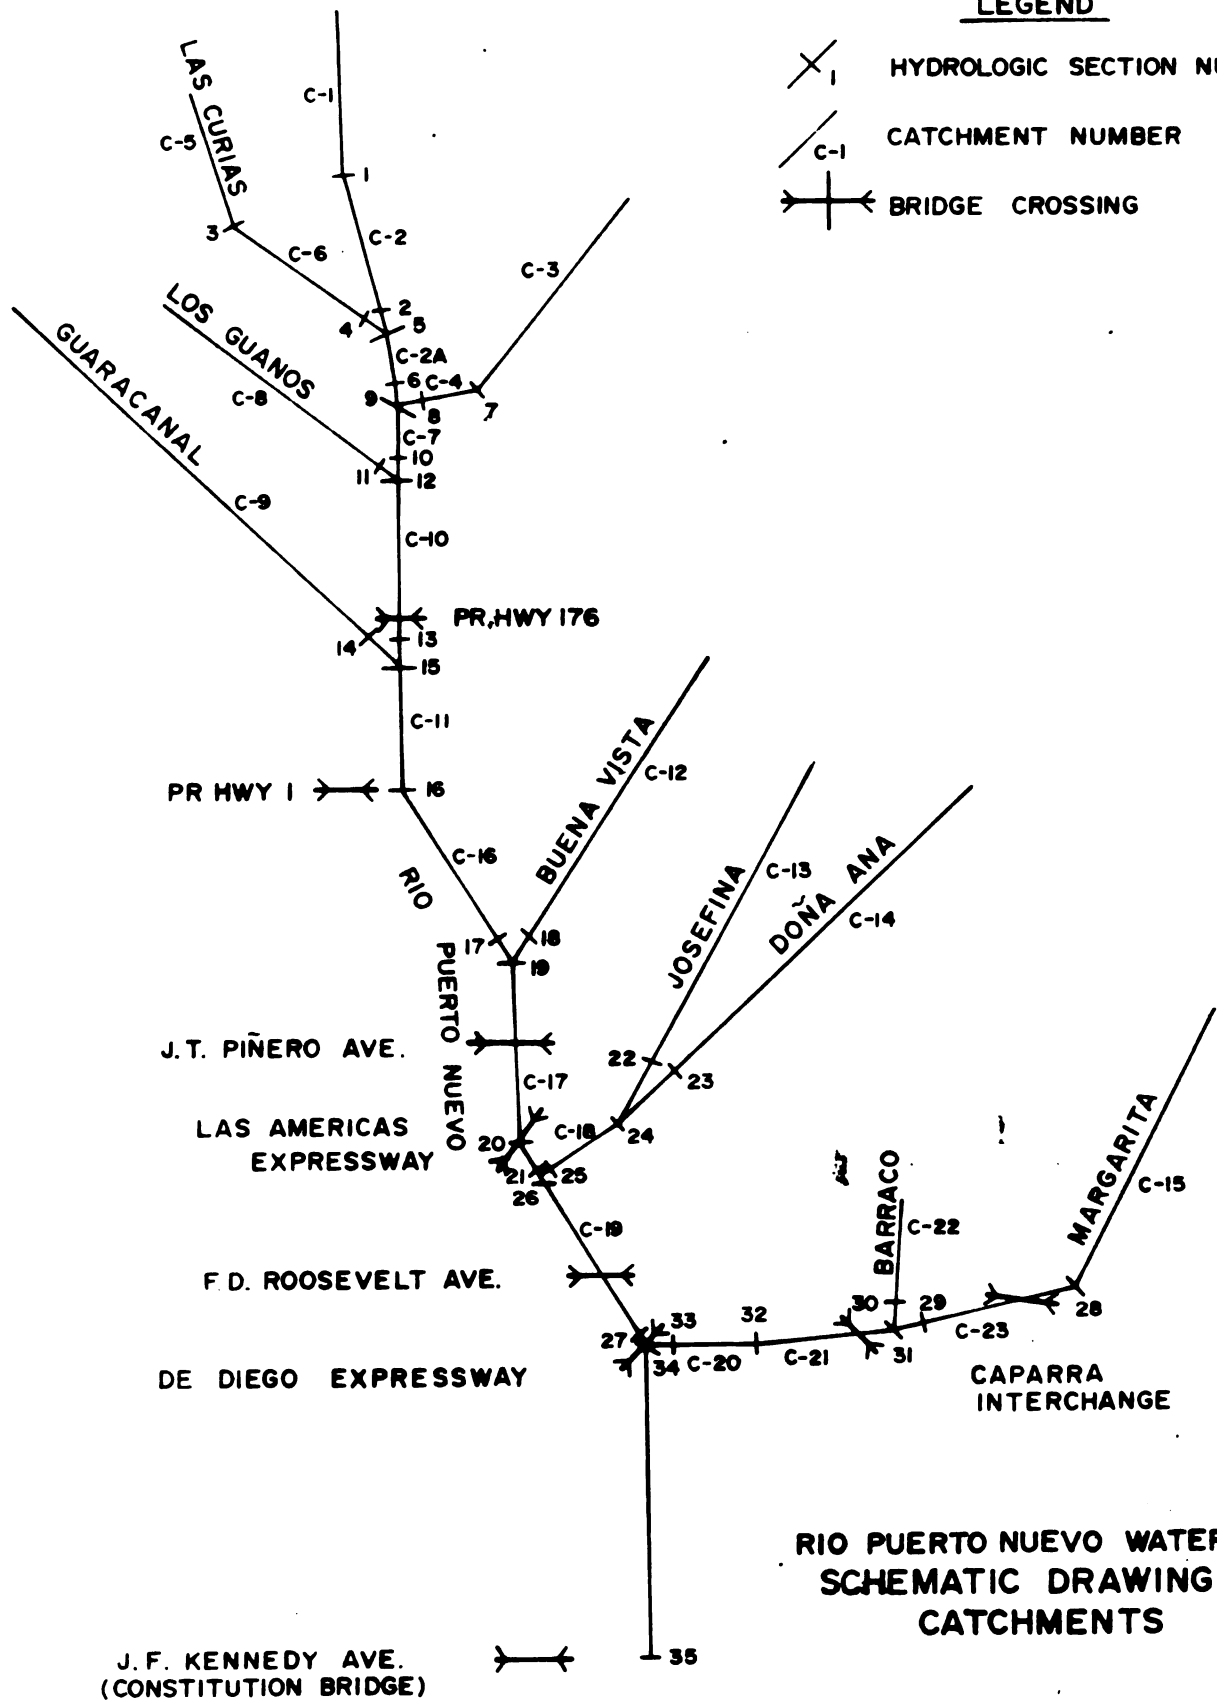 LEGEND
1 HYDROLOGIC SECTION
C-1 CATCHMENT NUMBER
BRIDGE CROSSING
C-1
LAS CURIAS
C-5
1
3
C-6
C-2
C-3
2
4
5
LOS GUANOS
C-2A
GUARACANAL
C-8
6
C-4
9
8
7
C-7
10
11
12
C-9
C-10
PR, HWY 176
14
13
15
C-11
BUENA VISTA
C-12
PR HWY 1
16
C-16
RIO PUERTO NUEVO
JOSEFINA
C-13
DOÑA ANA
C-14
17
18
19
J.T. PIÑERO AVE.
C-17
22
23
24
LAS AMERICAS
EXPRESSWAY
C-18
20
21
25
26
MARGARITA
C-15
BARRACO
C-22
C-19
F.D. ROOSEVELT AVE.
30
29
28
33
32
27
34
C-20
C-21
31
C-23
DE DIEGO EXPRESSWAY
CAPARRA
INTERCHANGE
RIO PUERTO NUEVO
SCHEMATIC DRAWING
CATCHMENTS
35
J.F. KENNEDY AVE.
(CONSTITUTION BRIDGE)